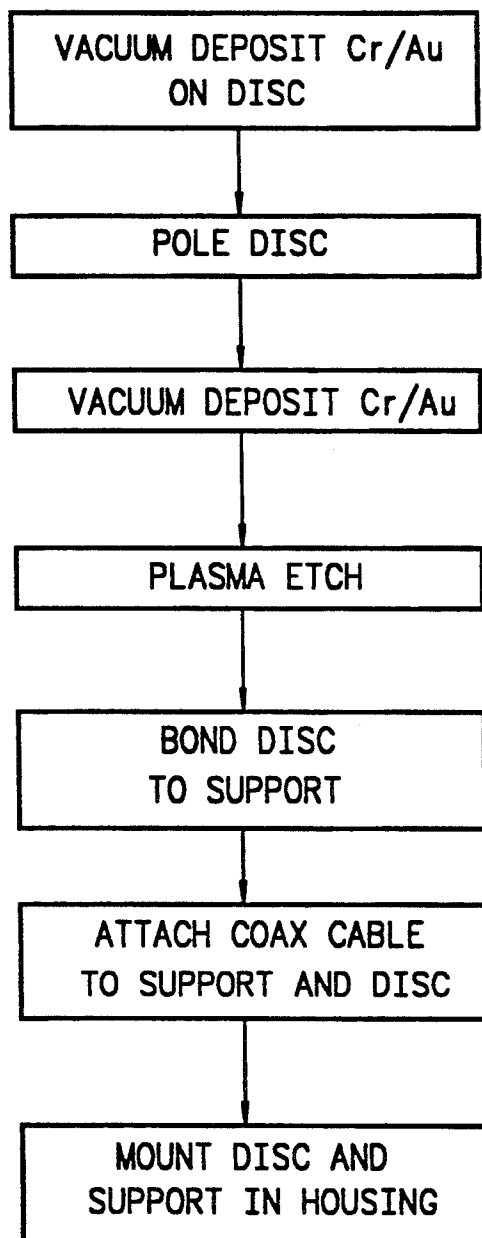 VACUUM DEPOSIT Cr/Au
ON DISC
POLE DISC
VACUUM DEPOSIT Cr/Au
PLASMA ETCH
BOND DISC
TO SUPPORT
ATTACH COAX CABLE
TO SUPPORT AND DISC
MOUNT DISC AND
SUPPORT IN HOUSING